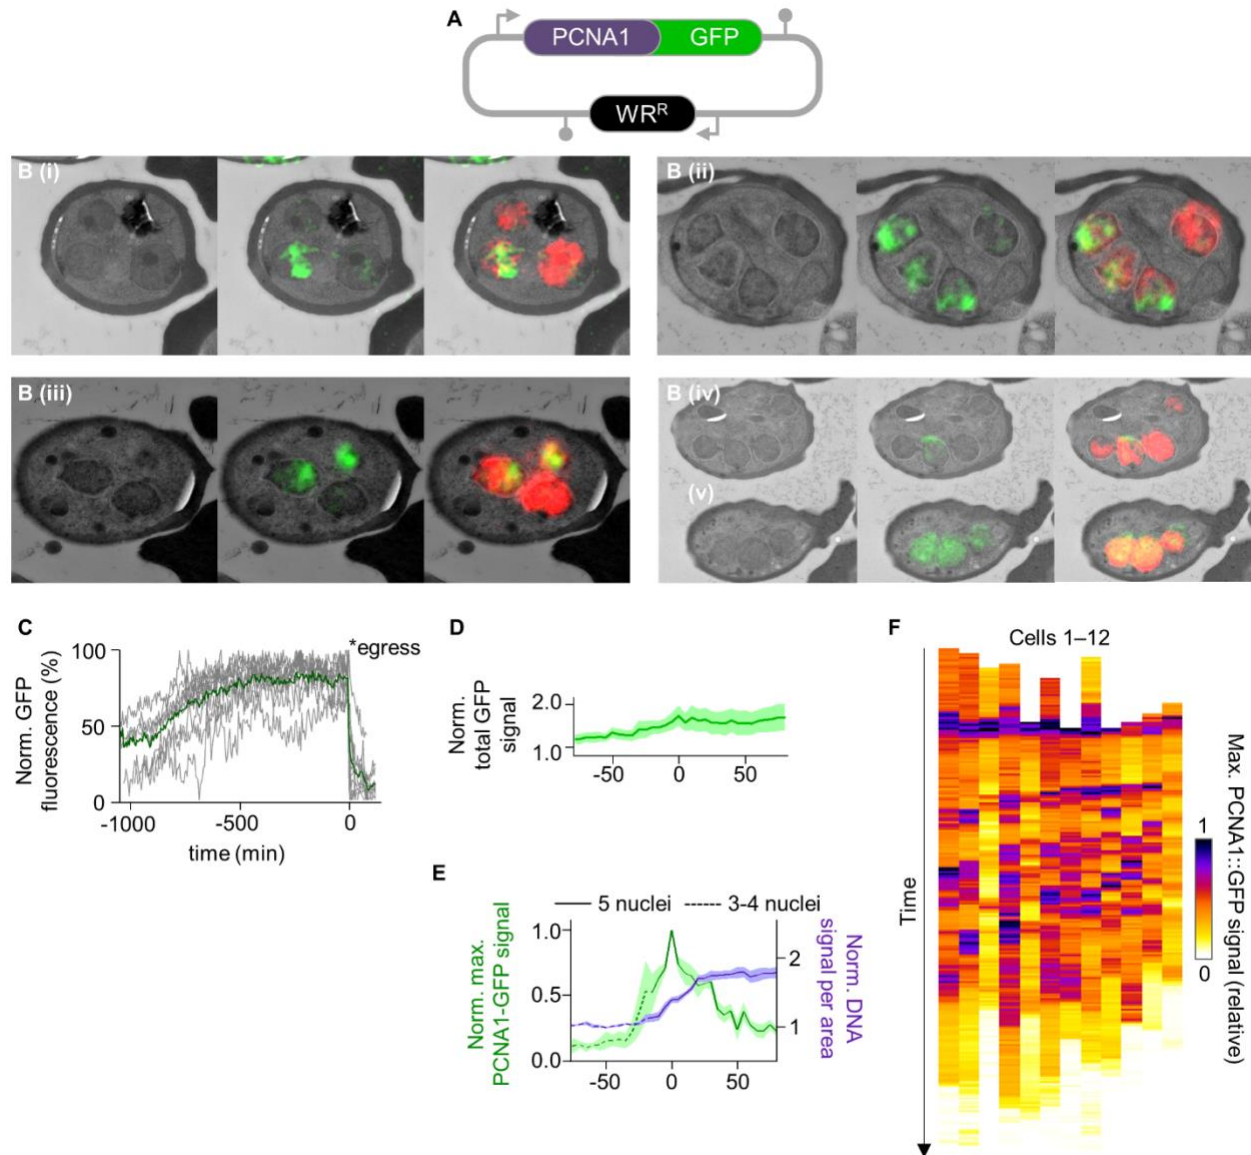 A
PCNA1
GFP
WRᴿ
B (i)
B (ii)
B (iii)
B (iv)
(v)
C
Norm. GFP
fluorescence (%)
100
50
0
-1000
-500
0
time (min)
*egress
D
Norm.
total GFP
signal
2.0
1.0
-50
0
50
E
5 nuclei
3-4 nuclei
Norm. max.
PCNA1-GFP signal
1.0
0.5
0.0
-50
0
50
2
1
Norm. DNA
signal per area
F
Cells 1–12
Time
1
0
Max. PCNA1::GFP signal (relative)